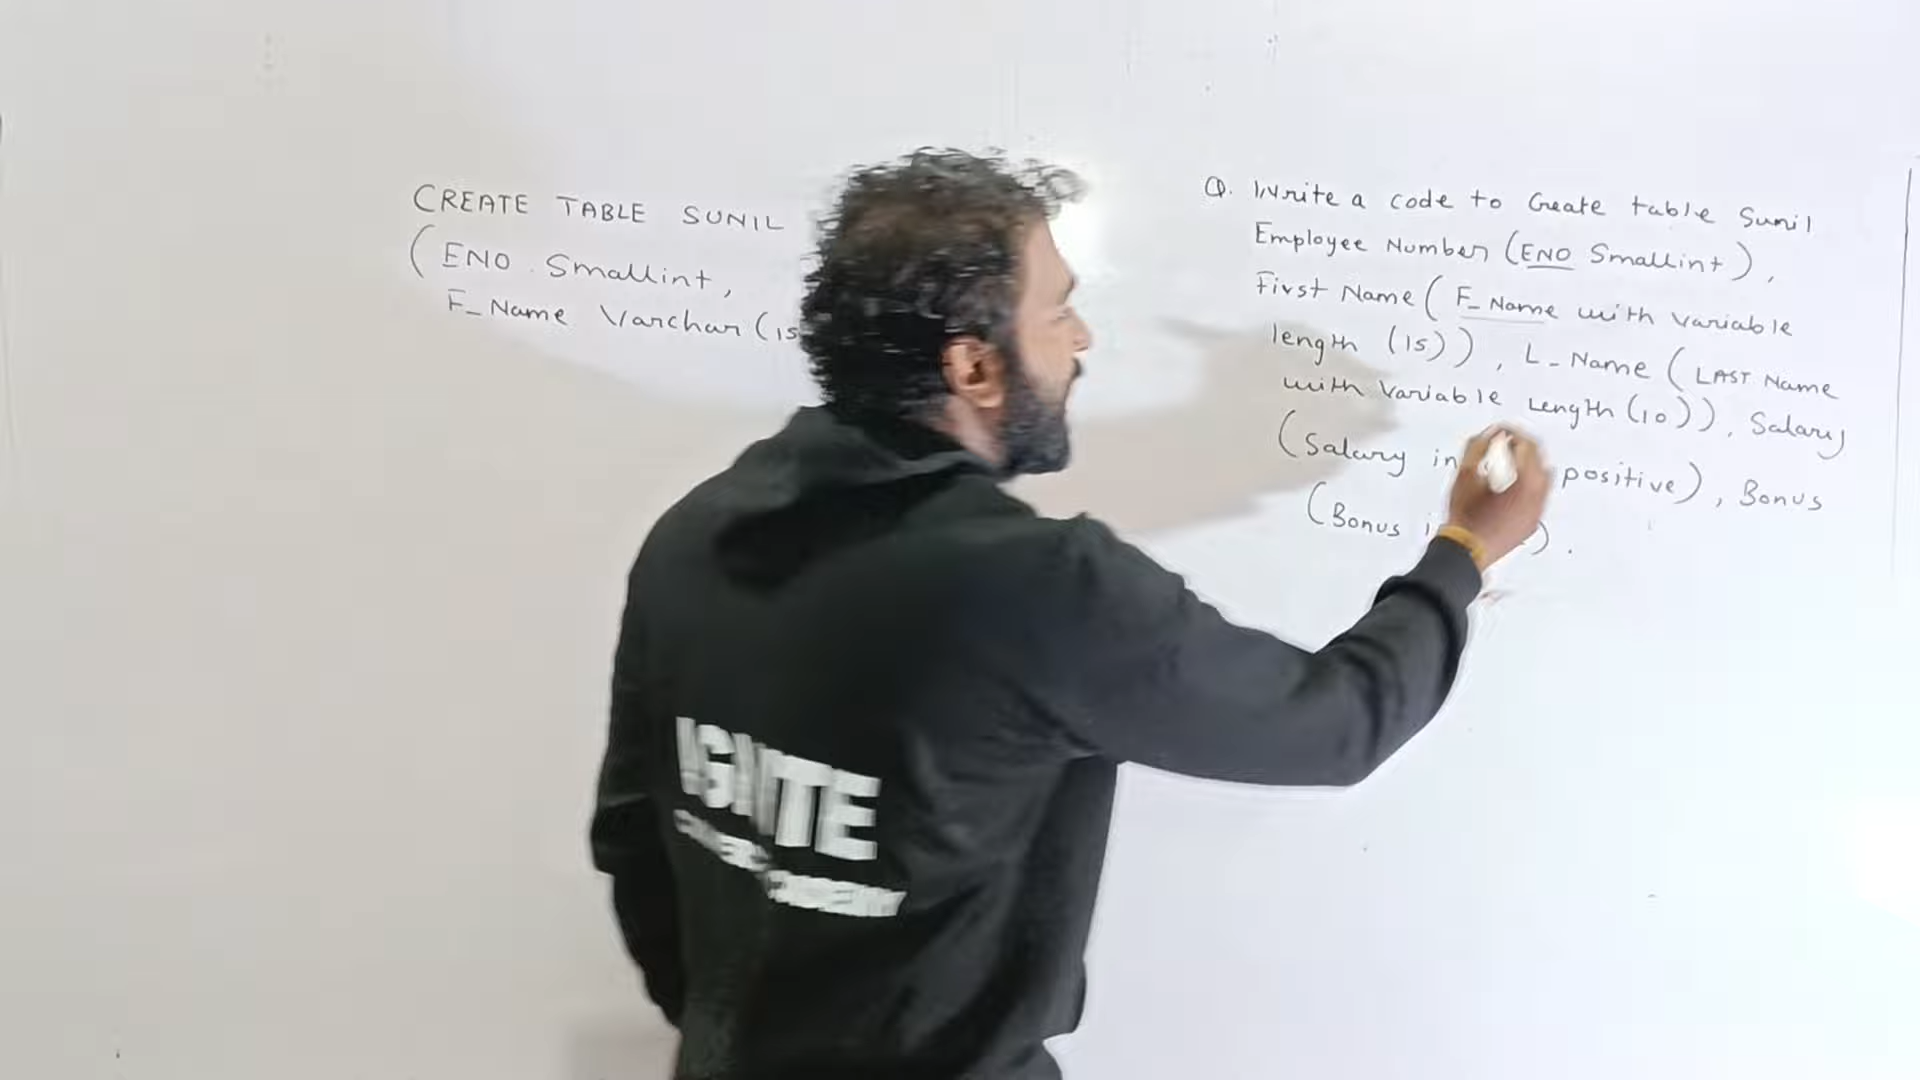 CREATE TABLE SUNIL
(ENO Smallint,
F_Name Varchar (15
Q. Write a code to Create table Sunil
Employee Number (ENO Smallint),
First Name (F_Name with variable
length (15)), L_Name (LAST Name
with Variable Length (10)), Salary
(Salary in positive), Bonus
(Bonus ).
IGNITE